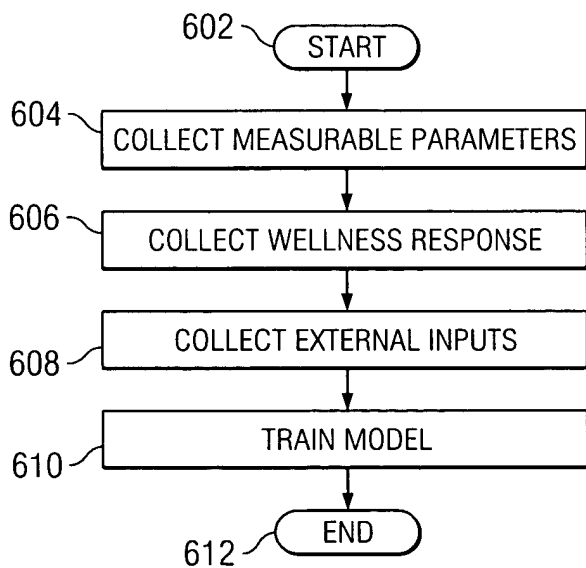 602
START
604
COLLECT MEASURABLE PARAMETERS
606
COLLECT WELLNESS RESPONSE
COLLECT EXTERNAL INPUTS
608
TRAIN MODEL
610
END
612